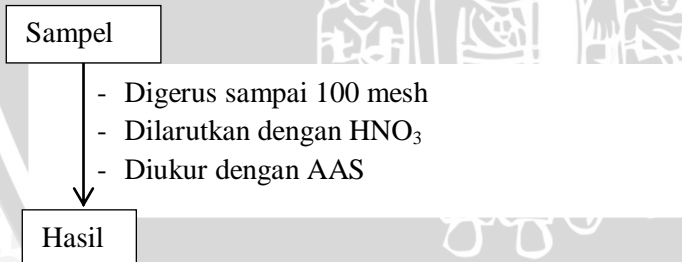 Sampel
- Digerus sampai 100 mesh
- Dilarutkan dengan HNO₃
- Diukur dengan AAS
Hasil